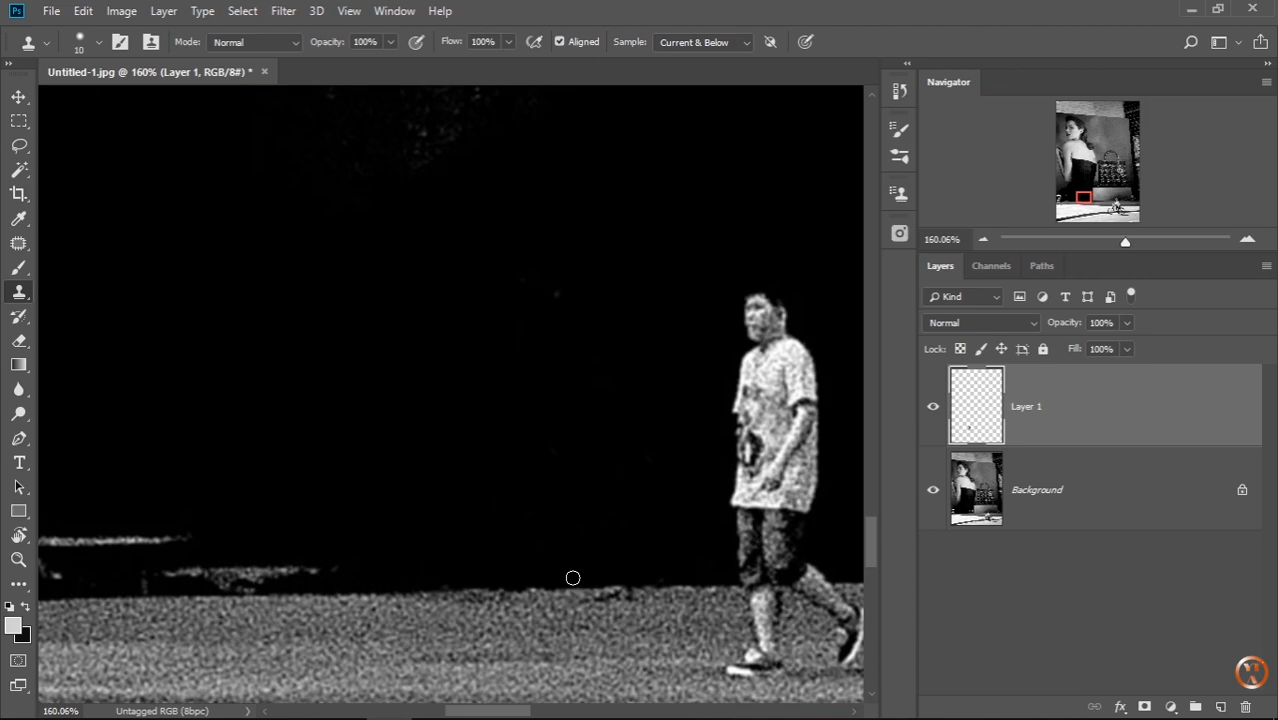 Ps File Edit Image Layer Type Select Filter 3D View Window Help
10 Mode: Normal Opacity: 100% Flow: 100% Aligned Sample: Current & Below
Untitled-1.jpg @ 160% (Layer 1, RGB/8#) *
Navigator
160.06%
Layers Channels Paths
Kind
Normal Opacity: 100%
Lock: Fill: 100%
Layer 1
Background
160.06% Untagged RGB (8bpc)